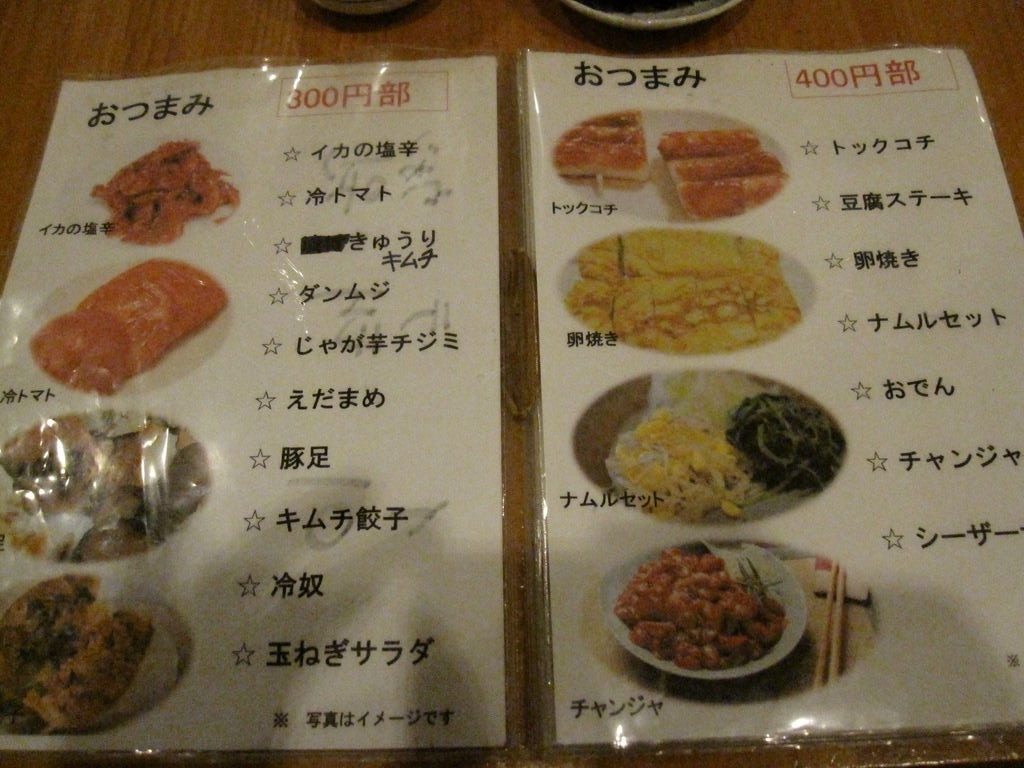 おつまみ
300円部
☆ イカの塩辛
☆ 冷トマト
☆ きゅうり
キムチ
☆ ダンムジ
☆ じゃが芋チヂミ
☆ えだまめ
☆ 豚足
☆ キムチ餃子
☆ 冷奴
☆ 玉ねぎサラダ
※ 写真はイメージです
イカの塩辛
冷トマト
足
子
おつまみ
400円部
☆ トックコチ
☆ 豆腐ステーキ
☆ 卵焼き
☆ ナムルセット
☆ おでん
☆ チャンジャ
☆ シーザー
※
トックコチ
卵焼き
ナムルセット
チャンジャ